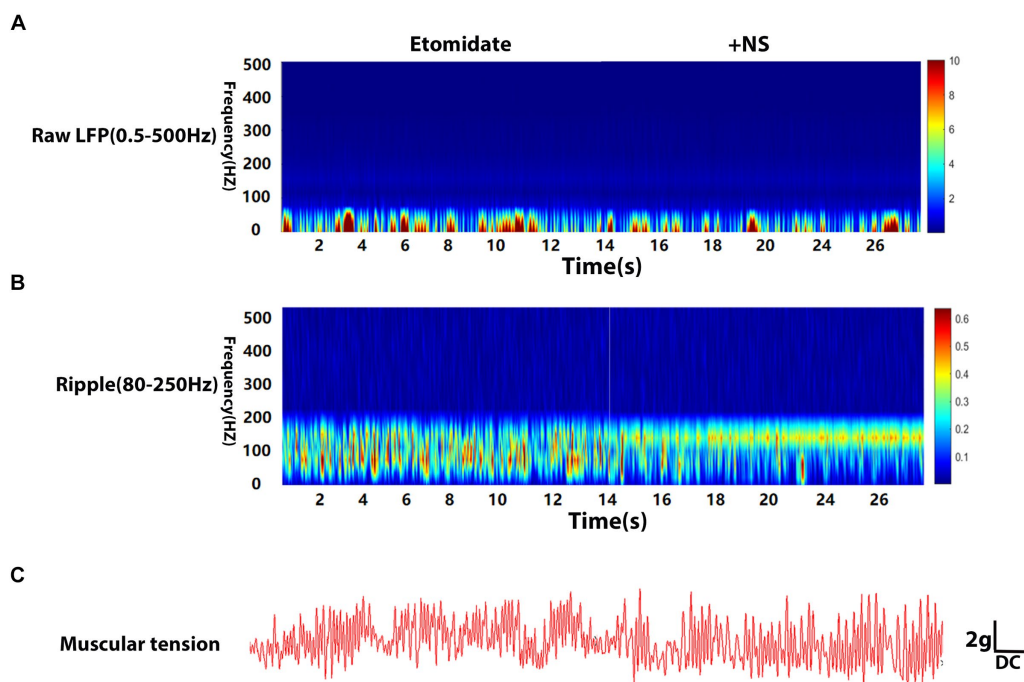 A
Etomidate +NS
Raw LFP(0.5-500Hz)
Frequency(HZ)
500
400
300
200
100
0
2 4 6 8 10 12 14 16 18 20 22 24 26
Time(s)
10
8
6
4
2
B
Ripple(80-250Hz)
Frequency(HZ)
500
400
300
200
100
0
2 4 6 8 10 12 14 16 18 20 24 26
Time(s)
0.6
0.5
0.4
0.3
0.2
0.1
C
Muscular tension
2g
DC